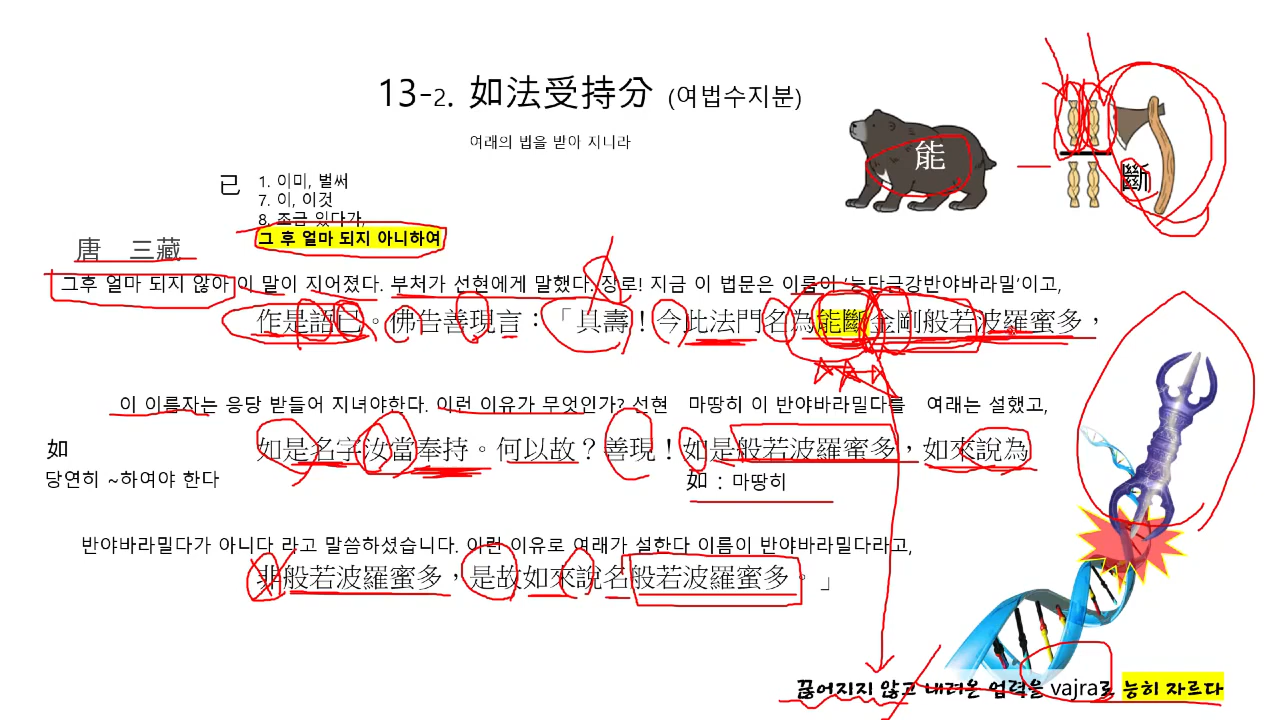 13-2. 如法受持分 (여법수지분)
여래의 법을 받아 지니라
能
斷
已
1. 이미, 벌써
7. 이, 이것
8. 조금 있다가,
그 후 얼마 되지 아니하여
唐 三藏
그후 얼마 되지 않아 이 말이 지어졌다. 부처가 선현에게 말했다. 장로! 지금 이 법문은 이름이 ‘능단금강반야바라밀’이고,
作是語已。佛告善現言：「具壽！今此法門名為能斷金剛般若波羅蜜多，
이 이름자는 응당 받들어 지녀야한다. 이런 이유가 무엇인가? 선현 마땅히 이 반야바라밀다를 여래는 설했고,
如是名字汝當奉持。何以故？善現！如是般若波羅蜜多，如來說為
如
당연히 ~하여야 한다
如 : 마땅히
반야바라밀다가 아니다 라고 말씀하셨습니다. 이런 이유로 여래가 설한다 이름이 반야바라밀다라고,
非般若波羅蜜多，是故如來說名般若波羅蜜多。」
끊어지지 않고 내려온 업력을 vajra로 능히 자르다